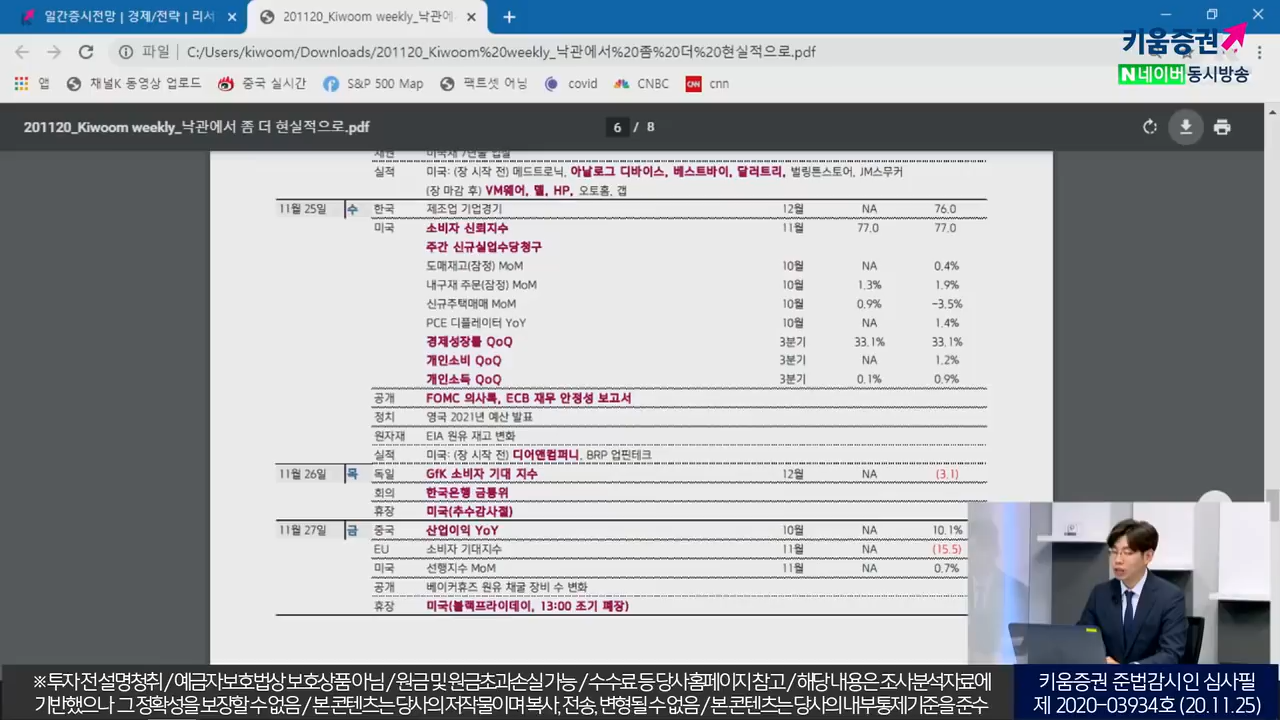 일간증시전망 | 경제/전략 | 리서
201120_Kiwoom weekly_낙관에서
키움증권
파일 C:/Users/kiwoom/Downloads/201120_Kiwoom%20weekly_낙관에서%20좀%20더%20현실적으로.pdf
N네이버 동시방송
앱 채널K 동영상 업로드 중국 실시간 S&P 500 Map 팩트셋 어닝 covid CNBC cnn
201120_Kiwoom weekly_낙관에서 좀 더 현실적으로.pdf 6 / 8
실적 미국: (장 시작 전) 메드트로닉, 아날로그 디바이스, 베스트바이, 달러트리, 벌링톤스토어, JM스무커
(장 마감 후) VM웨어, 델, HP, 오토홈, 갭
11월 25일 수 한국 제조업 기업경기 12월 NA 76.0
미국 소비자 신뢰지수 11월 77.0 77.0
주간 신규실업수당청구
도매재고(잠정) MoM 10월 NA 0.4%
내구재 주문(잠정) MoM 10월 1.3% 1.9%
신규주택매매 MoM 10월 0.9% -3.5%
PCE 디플레이터 YoY 10월 NA 1.4%
경제성장률 QoQ 3분기 33.1% 33.1%
개인소비 QoQ 3분기 NA 1.2%
개인소득 QoQ 3분기 0.1% 0.9%
공개 FOMC 의사록, ECB 재무 안정성 보고서
정치 영국 2021년 예산 발표
원자재 EIA 원유 재고 변화
실적 미국: (장 시작 전) 디어앤컴퍼니, BRP 업핀테크
11월 26일 목 독일 GfK 소비자 기대 지수 12월 NA (3.1)
회의 한국은행 금통위
휴장 미국(추수감사절)
11월 27일 금 중국 산업이익 YoY 10월 NA 10.1%
EU 소비자 기대지수 11월 NA (15.5)
미국 선행지수 MoM 11월 NA 0.7%
공개 베이커휴즈 원유 채굴 장비 수 변화
휴장 미국(블랙프라이데이, 13:00 조기 폐장)
※ 투자 전 설명청취 / 예금자보호법상 보호상품 아님 / 원금 및 원금초과손실 가능 / 수수료 등 당사 홈페이지 참고 / 해당 내용은 조사분석자료에
기반했으나 그 정확성을 보장할 수 없음 / 본 콘텐츠는 당사의 저작물이며 복사, 전송, 변형될 수 없음 / 본 콘텐츠는 당사의 내부통제기준을 준수
키움증권 준법감시인 심사필
제 2020-03934호 (20.11.25)